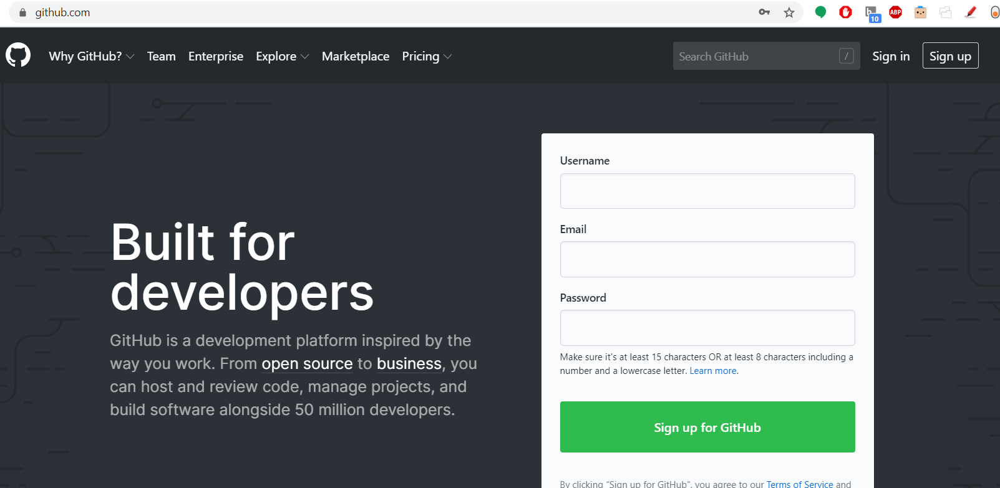 github.com
10
ABP
Why GitHub? Team Enterprise Explore Marketplace Pricing
Search GitHub /
Sign in
Sign up
Built for
developers
GitHub is a development platform inspired by the
way you work. From open source to business, you
can host and review code, manage projects, and
build software alongside 50 million developers.
Username
Email
Password
Make sure it's at least 15 characters OR at least 8 characters including a
number and a lowercase letter. Learn more.
Sign up for GitHub
By clicking “Sign up for GitHub”, you agree to our Terms of Service and